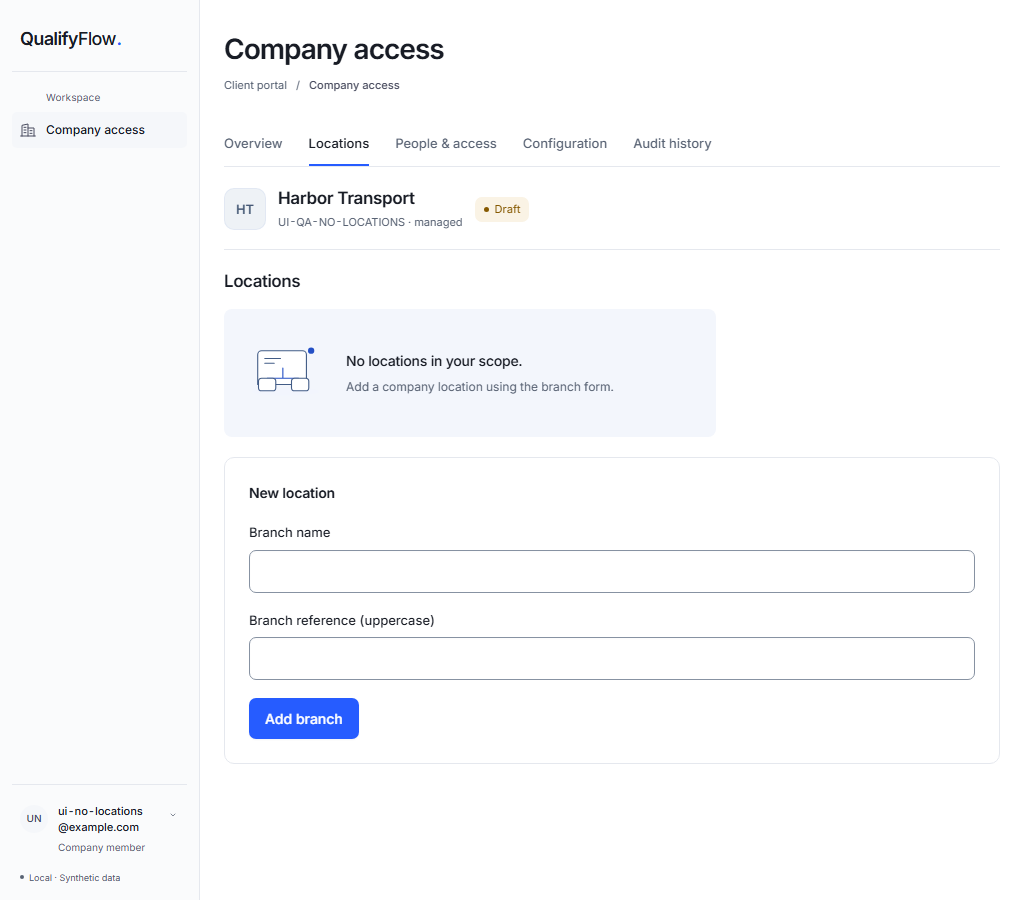 QualifyFlow.
Workspace
Company access
Company access
Client portal / Company access
Overview Locations People & access Configuration Audit history
HT
Harbor Transport
UI-QA-NO-LOCATIONS · managed
Draft
Locations
No locations in your scope.
Add a company location using the branch form.
New location
Branch name
Branch reference (uppercase)
Add branch
UN
ui-no-locations
@example.com
Company member
Local · Synthetic data